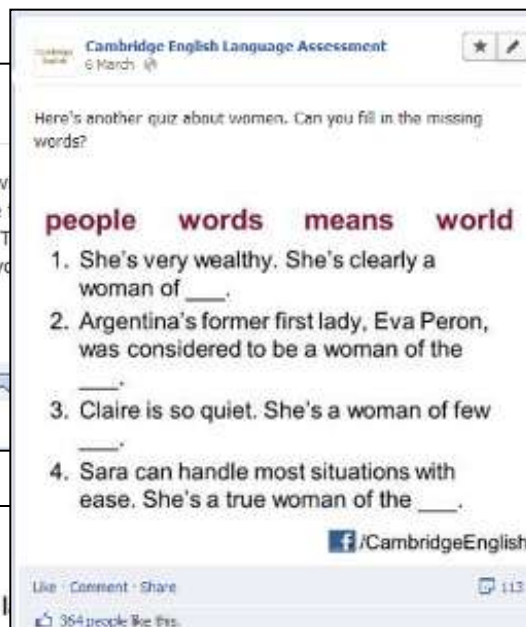 Cambridge English Language Assessment
6 March
Here's another quiz about women. Can you fill in the missing
words?
people words means world
1. She's very wealthy. She's clearly a
woman of ___.
2. Argentina's former first lady, Eva Peron,
was considered to be a woman of the
___.
3. Claire is so quiet. She's a woman of few
___.
4. Sara can handle most situations with
ease. She's a true woman of the ___.
f /CambridgeEnglish
Like · Comment · Share 113
364 people like this.